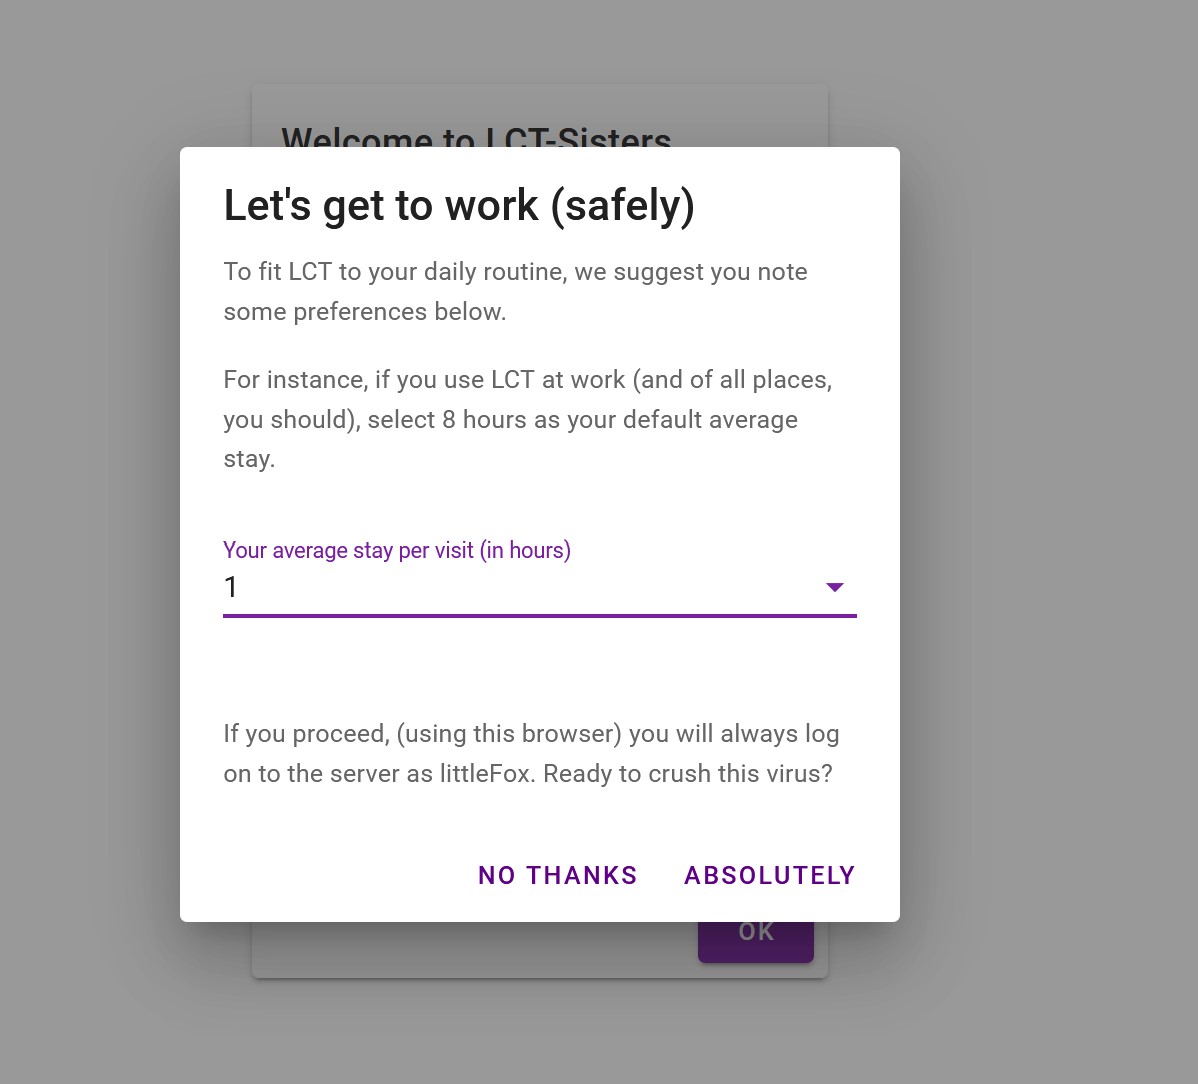 Welcome to LCT-Sisters
Let's get to work (safely)
To fit LCT to your daily routine, we suggest you note
some preferences below.
For instance, if you use LCT at work (and of all places,
you should), select 8 hours as your default average
stay.
Your average stay per visit (in hours)
1
If you proceed, (using this browser) you will always log
on to the server as littleFox. Ready to crush this virus?
NO THANKS ABSOLUTELY
OK